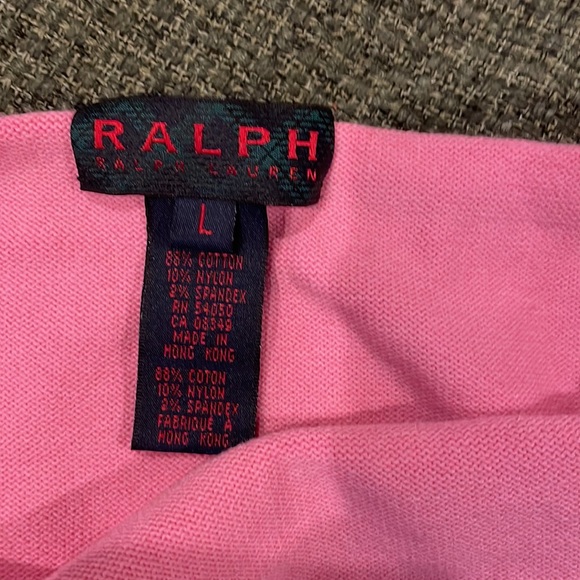 RALPH
RALPH LAUREN
L
88% COTTON
10% NYLON
2% SPANDEX
RN 54050
CA 08349
MADE IN
HONG KONG
88% COTON
10% NYLON
2% SPANDEX
FABRIQUE A
HONG KONG